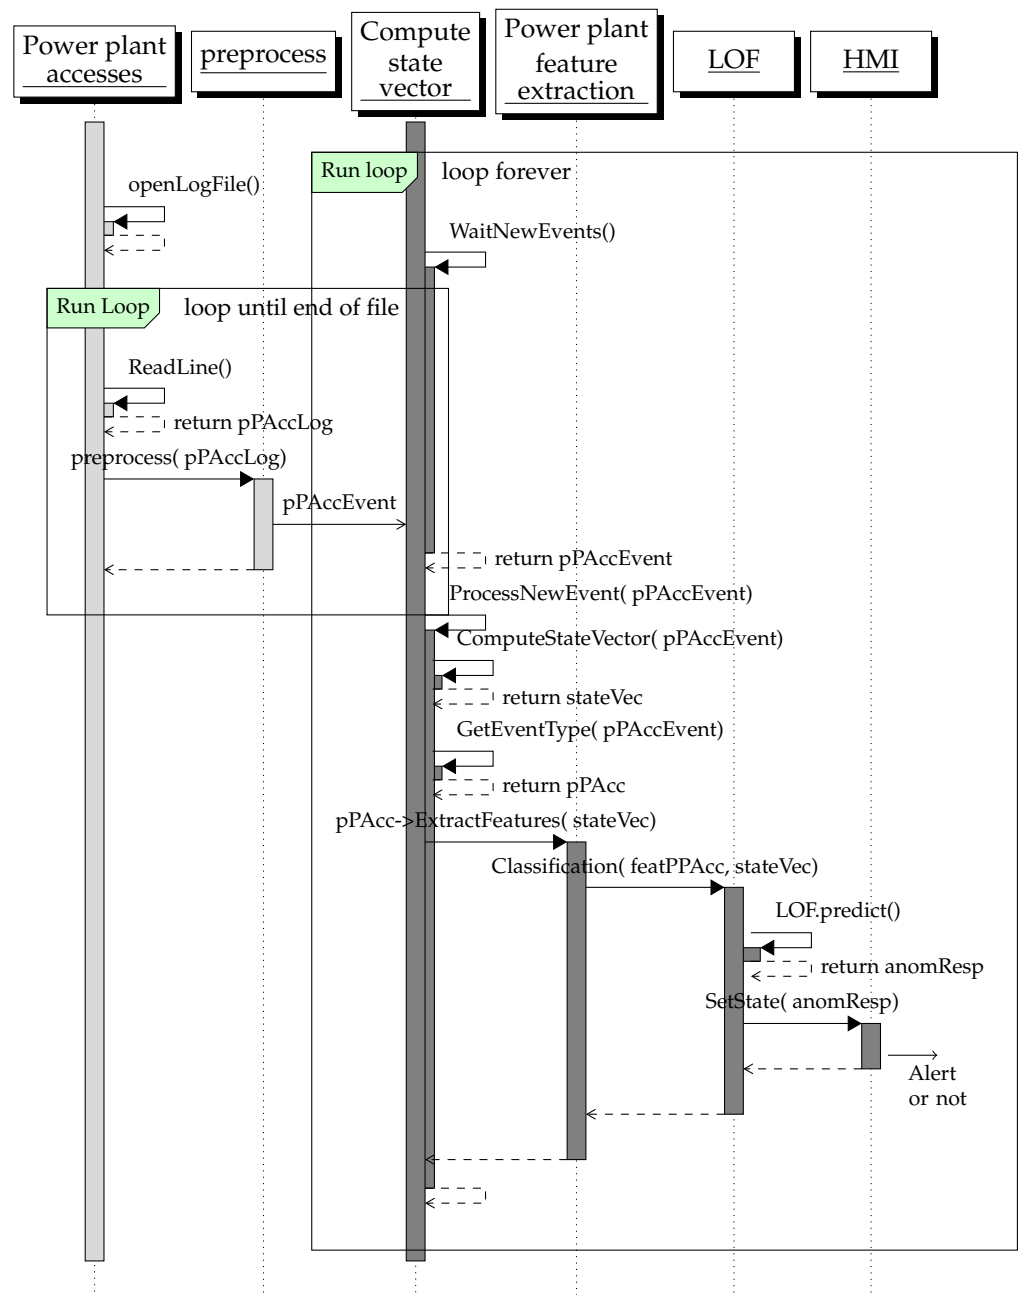 Power plant
accesses
preprocess
Compute
state
vector
Power plant
feature
extraction
LOF
HMI
Run loop
loop forever
openLogFile()
WaitNewEvents()
Run Loop
loop until end of file
ReadLine()
return pPAccLog
preprocess( pPAccLog)
pPAccEvent
return pPAccEvent
ProcessNewEvent( pPAccEvent)
ComputeStateVector( pPAccEvent)
return stateVec
GetEventType( pPAccEvent)
return pPAcc
pPAcc->ExtractFeatures( stateVec)
Classification( featPPAcc, stateVec)
LOF.predict()
return anomResp
SetState( anomResp)
Alert
or not